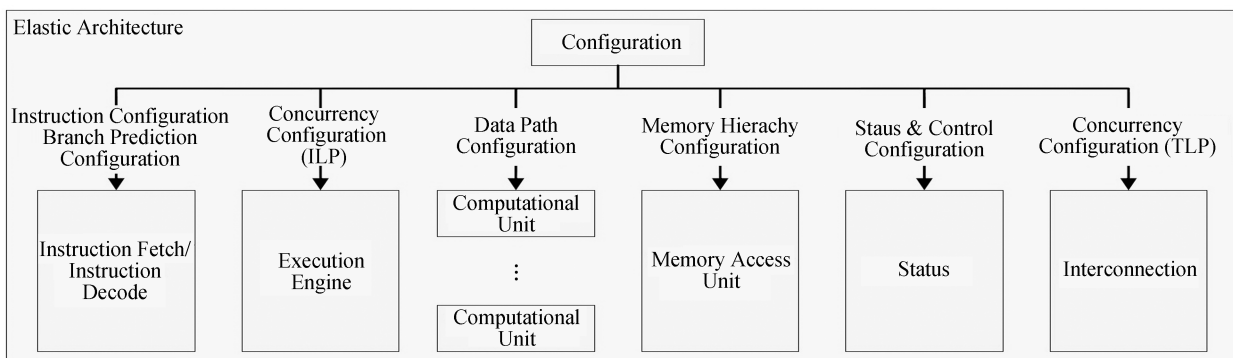 Elastic Architecture
Configuration
Instruction Configuration
Branch Prediction
Configuration
Concurrency
Configuration
(ILP)
Data Path
Configuration
Memory Hierachy
Configuration
Staus & Control
Configuration
Concurrency
Configuration (TLP)
Instruction Fetch/
Instruction
Decode
Execution
Engine
Computational
Unit
⋮
Computational
Unit
Memory Access
Unit
Status
Interconnection